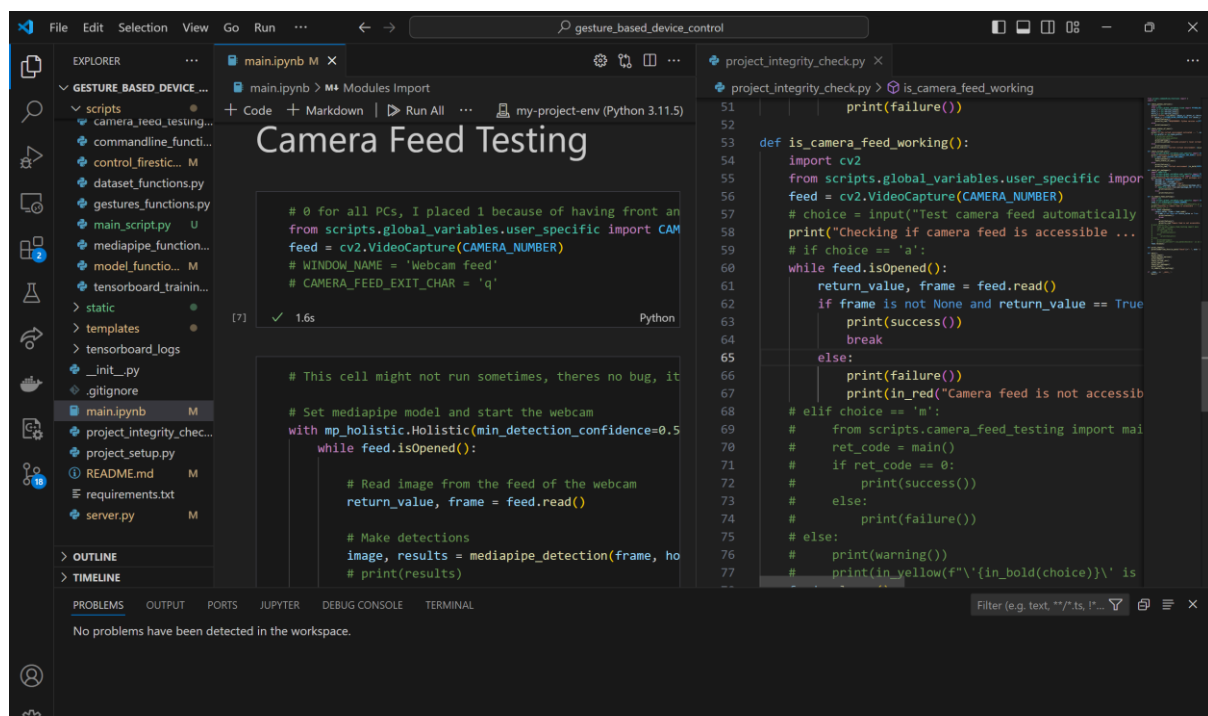 File Edit Selection View Go Run ... gesture_based_device_control
EXPLORER ...
GESTURE_BASED_DEVICE_...
scripts
camera_feed_testing...
commandline_functi...
control_firestic... M
dataset_functions.py
gestures_functions.py
main_script.py U
mediapipe_function...
model_functio... M
tensorboard_trainin...
static
templates
tensorboard_logs
__init__.py
.gitignore
main.ipynb M
project_integrity_chec...
project_setup.py
README.md M
requirements.txt
server.py M
OUTLINE
TIMELINE
2
18
main.ipynb M
main.ipynb > M↓ Modules Import
+ Code + Markdown | Run All ... my-project-env (Python 3.11.5)
Camera Feed Testing
# 0 for all PCs, I placed 1 because of having front an
from scripts.global_variables.user_specific import CAM
feed = cv2.VideoCapture(CAMERA_NUMBER)
# WINDOW_NAME = 'Webcam feed'
# CAMERA_FEED_EXIT_CHAR = 'q'
[7] ✓ 1.6s Python
# This cell might not run sometimes, theres no bug, it
# Set mediapipe model and start the webcam
with mp_holistic.Holistic(min_detection_confidence=0.5
while feed.isOpened():
# Read image from the feed of the webcam
return_value, frame = feed.read()
# Make detections
image, results = mediapipe_detection(frame, ho
# print(results)
project_integrity_check.py
project_integrity_check.py > is_camera_feed_working
51 print(failure())
52
53 def is_camera_feed_working():
54 import cv2
55 from scripts.global_variables.user_specific impor
56 feed = cv2.VideoCapture(CAMERA_NUMBER)
57 # choice = input("Test camera feed automatically
58 print("Checking if camera feed is accessible ...
59 # if choice == 'a':
60 while feed.isOpened():
61 return_value, frame = feed.read()
62 if frame is not None and return_value == True
63 print(success())
64 break
65 else:
66 print(failure())
67 print(in_red("Camera feed is not accessib
68 # elif choice == 'm':
69 # from scripts.camera_feed_testing import mai
70 # ret_code = main()
71 # if ret_code == 0:
72 # print(success())
73 # else:
74 # print(failure())
75 # else:
76 # print(warning())
77 # print(in_yellow(f"\'{in_bold(choice)}\' is
PROBLEMS OUTPUT PORTS JUPYTER DEBUG CONSOLE TERMINAL
Filter (e.g. text, **/*.ts, !*...
No problems have been detected in the workspace.